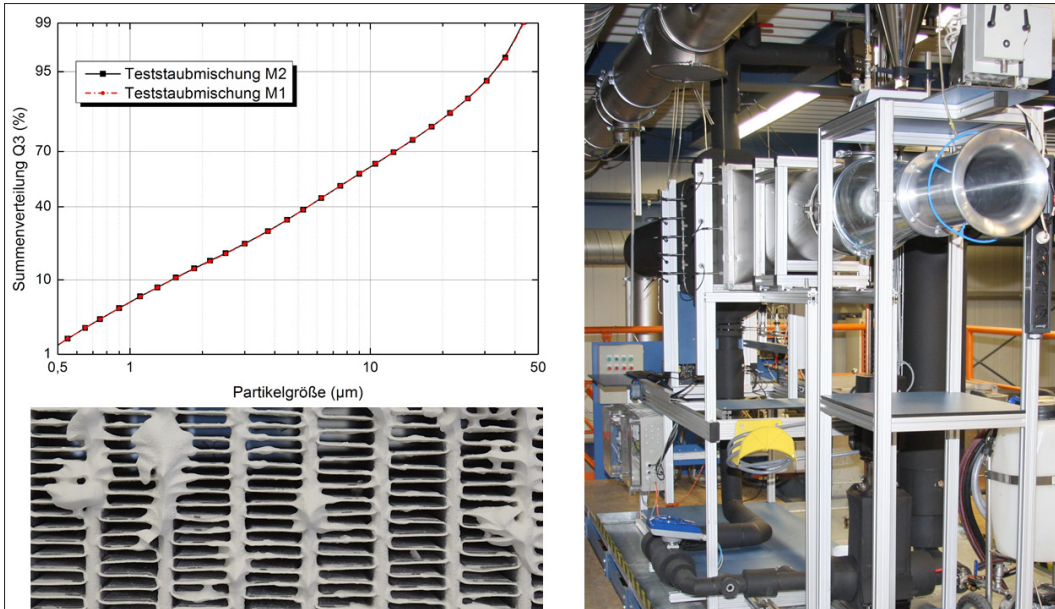 99
95
70
40
10
1
Summenverteilung Q3 (%)
Teststaubmischung M2
Teststaubmischung M1
0,5
1
10
50
Partikelgröße (µm)